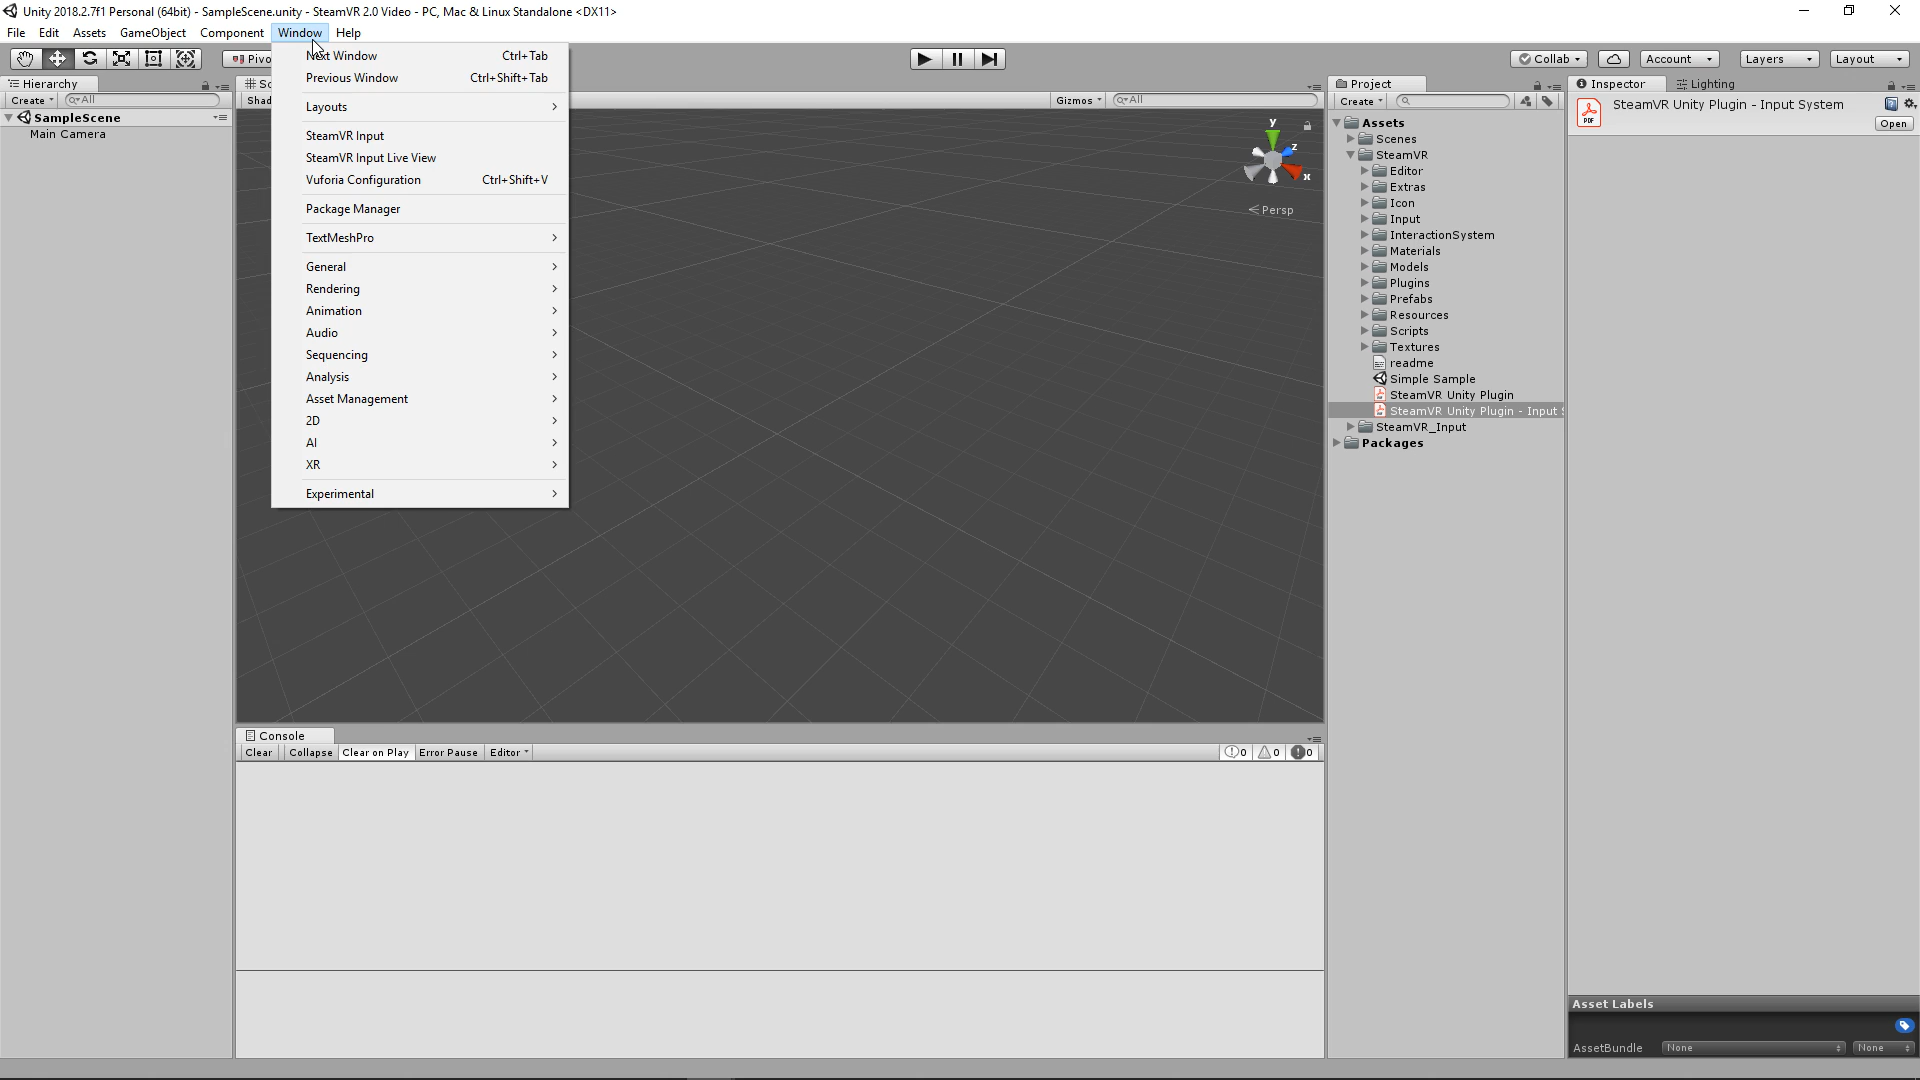 Unity 2018.2.7f1 Personal (64bit) - SampleScene.unity - SteamVR 2.0 Video - PC, Mac & Linux Standalone <DX11>
File Edit Assets GameObject Component Window Help
Pivo
Collab
Account
Layers
Layout
Hierarchy
Create
All
SampleScene
Main Camera
Sc
Shad
Gizmos
All
Next Window Ctrl+Tab
Previous Window Ctrl+Shift+Tab
Layouts
SteamVR Input
SteamVR Input Live View
Vuforia Configuration Ctrl+Shift+V
Package Manager
TextMeshPro
General
Rendering
Animation
Audio
Sequencing
Analysis
Asset Management
2D
AI
XR
Experimental
y
z
x
Persp
Console
Clear Collapse Clear on Play Error Pause Editor
0 0 0
Project
Create
Assets
Scenes
SteamVR
Editor
Extras
Icon
Input
InteractionSystem
Materials
Models
Plugins
Prefabs
Resources
Scripts
Textures
readme
Simple Sample
SteamVR Unity Plugin
SteamVR Unity Plugin - Input S
SteamVR_Input
Packages
Inspector Lighting
PDF
SteamVR Unity Plugin - Input System
Open
Asset Labels
AssetBundle None None